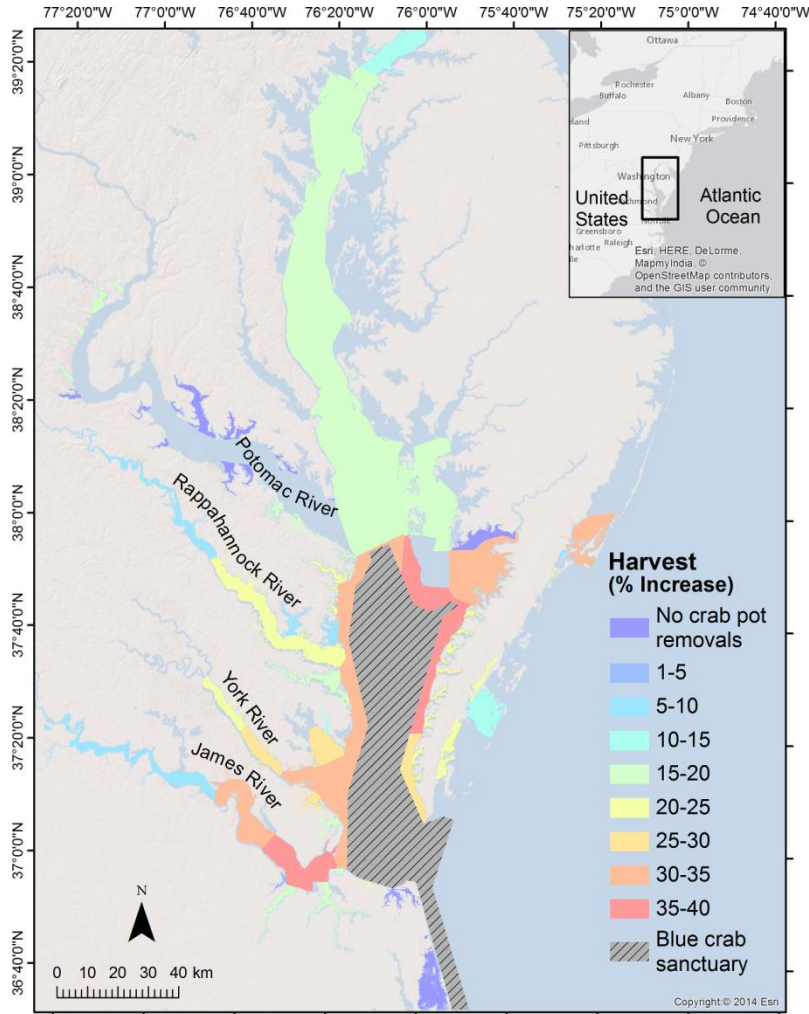 77°20'0"W 77°0'0"W 76°40'0"W 76°20'0"W 76°0'0"W 75°40'0"W 75°20'0"W 75°0'0"W 74°40'0"W
39°20'0"N
39°0'0"N
38°40'0"N
38°20'0"N
38°0'0"N
37°40'0"N
37°20'0"N
37°0'0"N
36°40'0"N
Ottawa
Rochester
Buffalo
Albany
Boston
Providence
eland
New York
Pittsburgh
Washington
United
States
Atlantic
Ocean
Greensboro
Raleigh
harlotte
Esri, HERE, DeLorme,
MapmyIndia, ©
OpenStreetMap contributors,
and the GIS user community
Potomac River
Rappahannock River
York River
James River
Harvest
(% Increase)
No crab pot
removals
1-5
5-10
10-15
15-20
20-25
25-30
30-35
35-40
Blue crab
sanctuary
N
0 10 20 30 40 km
Copyright:© 2014 Esri